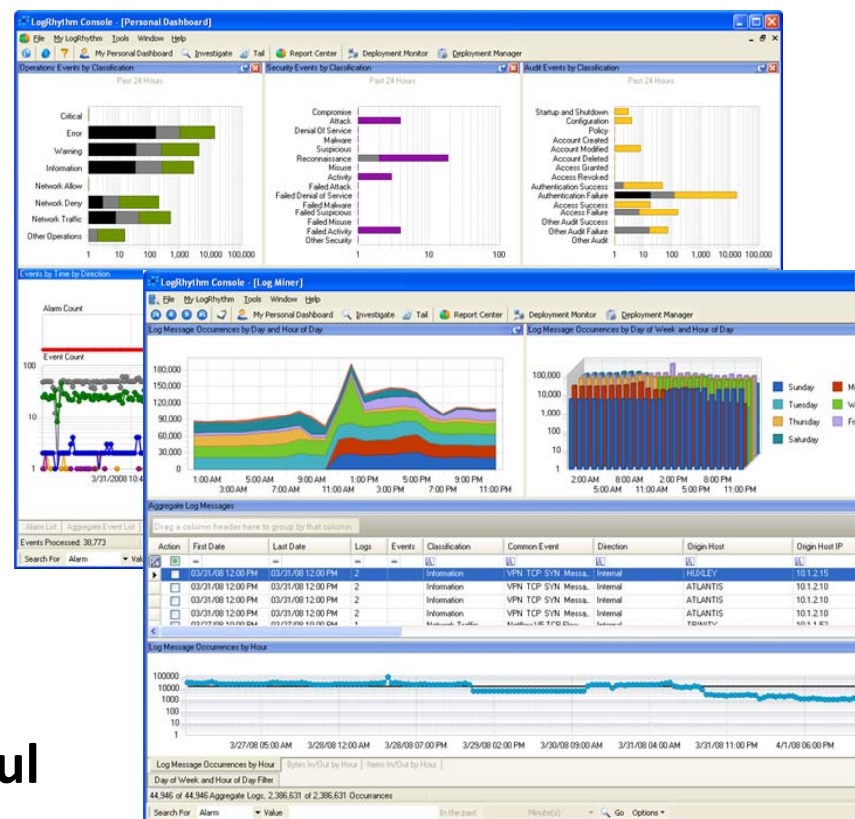 LogRhythm Console - [Personal Dashboard]
File My LogRhythm Tools Window Help
My Personal Dashboard Investigate Tail Report Center Deployment Monitor Deployment Manager
Operations Events by Classification
Past 24 Hours
Critical
Error
Warning
Information
Network Allow
Network Deny
Network Traffic
Other Operations
1 10 100 1,000 10,000 100,000
Security Events by Classification
Past 24 Hours
Compromise
Attack
Denial Of Service
Malware
Suspicious
Reconnaissance
Misuse
Activity
Failed Attack
Failed Denial of Service
Failed Malware
Failed Suspicious
Failed Misuse
Failed Activity
Other Security
1 10 100
Audit Events by Classification
Past 24 Hours
Startup and Shutdown
Configuration
Policy
Account Created
Account Modified
Account Deleted
Access Granted
Access Revoked
Authentication Success
Authentication Failure
Access Success
Access Failure
Other Audit Success
Other Audit Failure
Other Audit
1 10 100 1,000 10,000 100,000
Events by Time by Direction
Alarm Count
Event Count
100
10
1
3/31/2008 10:4
Alarm List Aggregate Event List
Events Processed: 38,773
Search For Alarm
LogRhythm Console - [Log Miner]
File My LogRhythm Tools Window Help
My Personal Dashboard Investigate Tail Report Center Deployment Monitor Deployment Manager
Log Message Occurrences by Day and Hour of Day
180,000
150,000
120,000
90,000
60,000
30,000
0
1:00 AM 5:00 AM 9:00 AM 1:00 PM 5:00 PM 9:00 PM
3:00 AM 7:00 AM 11:00 AM 3:00 PM 7:00 PM 11:00 PM
Log Message Occurrences by Day of Week and Hour of Day
100,000
10,000
1,000
100
10
1
2:00 AM 8:00 AM 2:00 PM 8:00 PM
5:00 AM 11:00 AM 5:00 PM 11:00 PM
Sunday M
Tuesday W
Thursday F
Saturday
Aggregate Log Messages
Drag a column header here to group by that column
Action First Date Last Date Logs Events Classification Common Event Direction Origin Host Origin Host IP
03/31/08 12:00 PM 03/31/08 12:00 PM 2 Information VPN TCP SYN Messa.. Internal HUXLEY 10.1.2.15
03/31/08 12:00 PM 03/31/08 12:00 PM 2 Information VPN TCP SYN Messa.. Internal ATLANTIS 10.1.2.10
03/31/08 12:00 PM 03/31/08 12:00 PM 2 Information VPN TCP SYN Messa.. Internal ATLANTIS 10.1.2.10
03/31/08 12:00 PM 03/31/08 12:00 PM 2 Information VPN TCP SYN Messa.. Internal ATLANTIS 10.1.2.10
Log Message Occurrences by Hour
100000
10000
1000
100
10
1
3/27/08 05:00 AM 3/28/08 12:00 AM 3/28/08 07:00 PM 3/29/08 02:00 PM 3/30/08 09:00 AM 3/31/08 04:00 AM 3/31/08 11:00 PM 4/1/08 06:00 PM
Log Message Occurrences by Hour Bytes In/Out by Hour Items In/Out by Hour
Day of Week and Hour of Day Filter
44,946 of 44,946 Aggregate Logs, 2,386,631 of 2,386,631 Occurrances
Search For Alarm Value In the past Minute(s) Go Options
ul